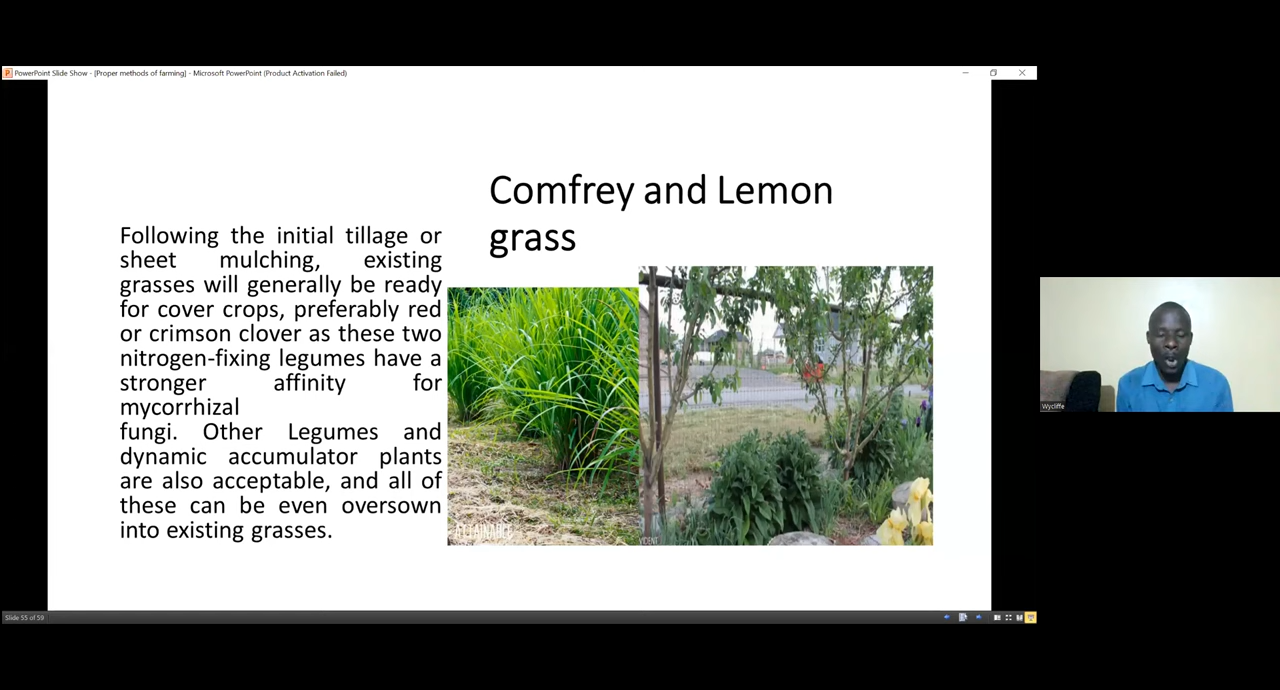 PowerPoint Slide Show - [Proper methods of farming] - Microsoft PowerPoint (Product Activation Failed)
Comfrey and Lemon
grass
Following the initial tillage or
sheet mulching, existing
grasses will generally be ready
for cover crops, preferably red
or crimson clover as these two
nitrogen-fixing legumes have a
stronger affinity for
mycorrhizal
fungi. Other Legumes and
dynamic accumulator plants
are also acceptable, and all of
these can be even oversown
into existing grasses.
Wycliffe
Slide 55 of 59